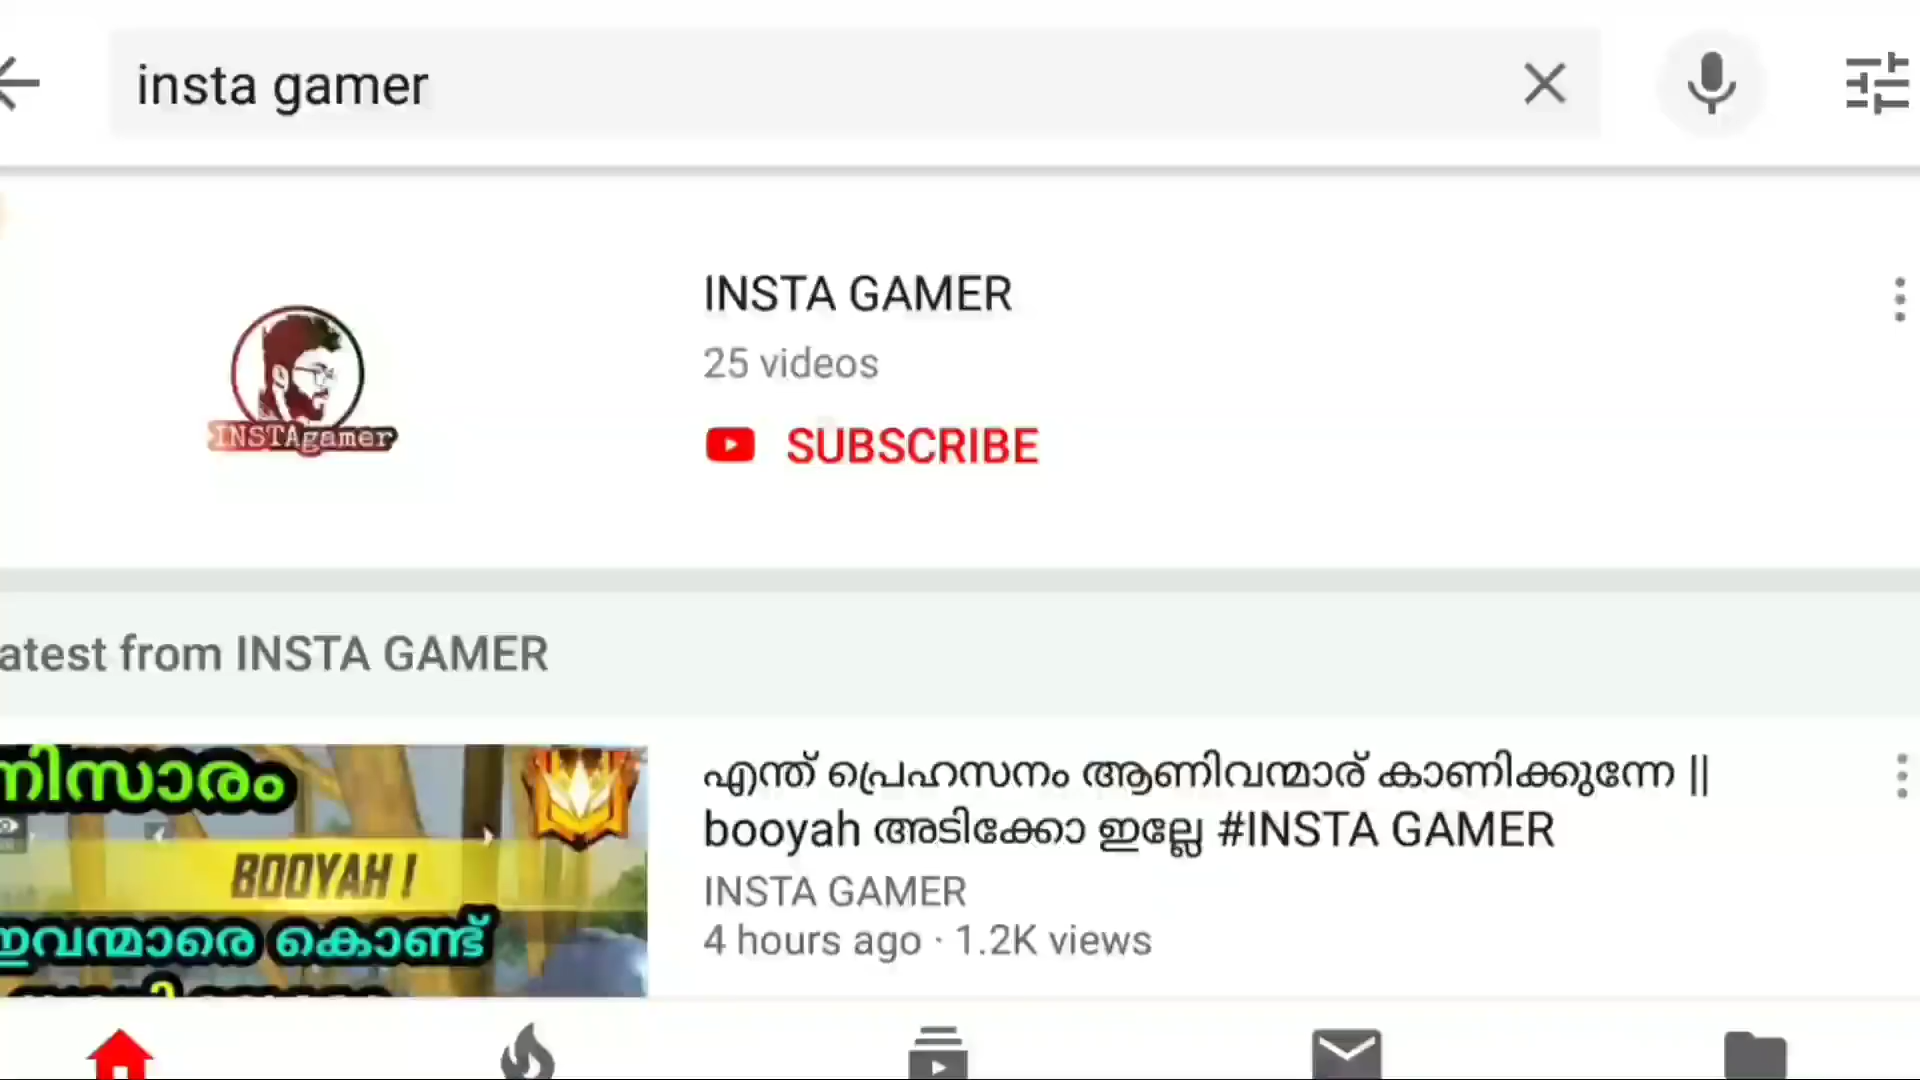 insta gamer
INSTA GAMER
25 videos
INSTAgamer
SUBSCRIBE
atest from INSTA GAMER
നിസാരം
BOOYAH !
ഇവന്മാരെ കൊണ്ട്
എന്ത് പ്രെഹസനം ആണിവന്മാര് കാണിക്കുന്നേ ||
booyah അടിക്കോ ഇല്ലേ #INSTA GAMER
INSTA GAMER
4 hours ago · 1.2K views